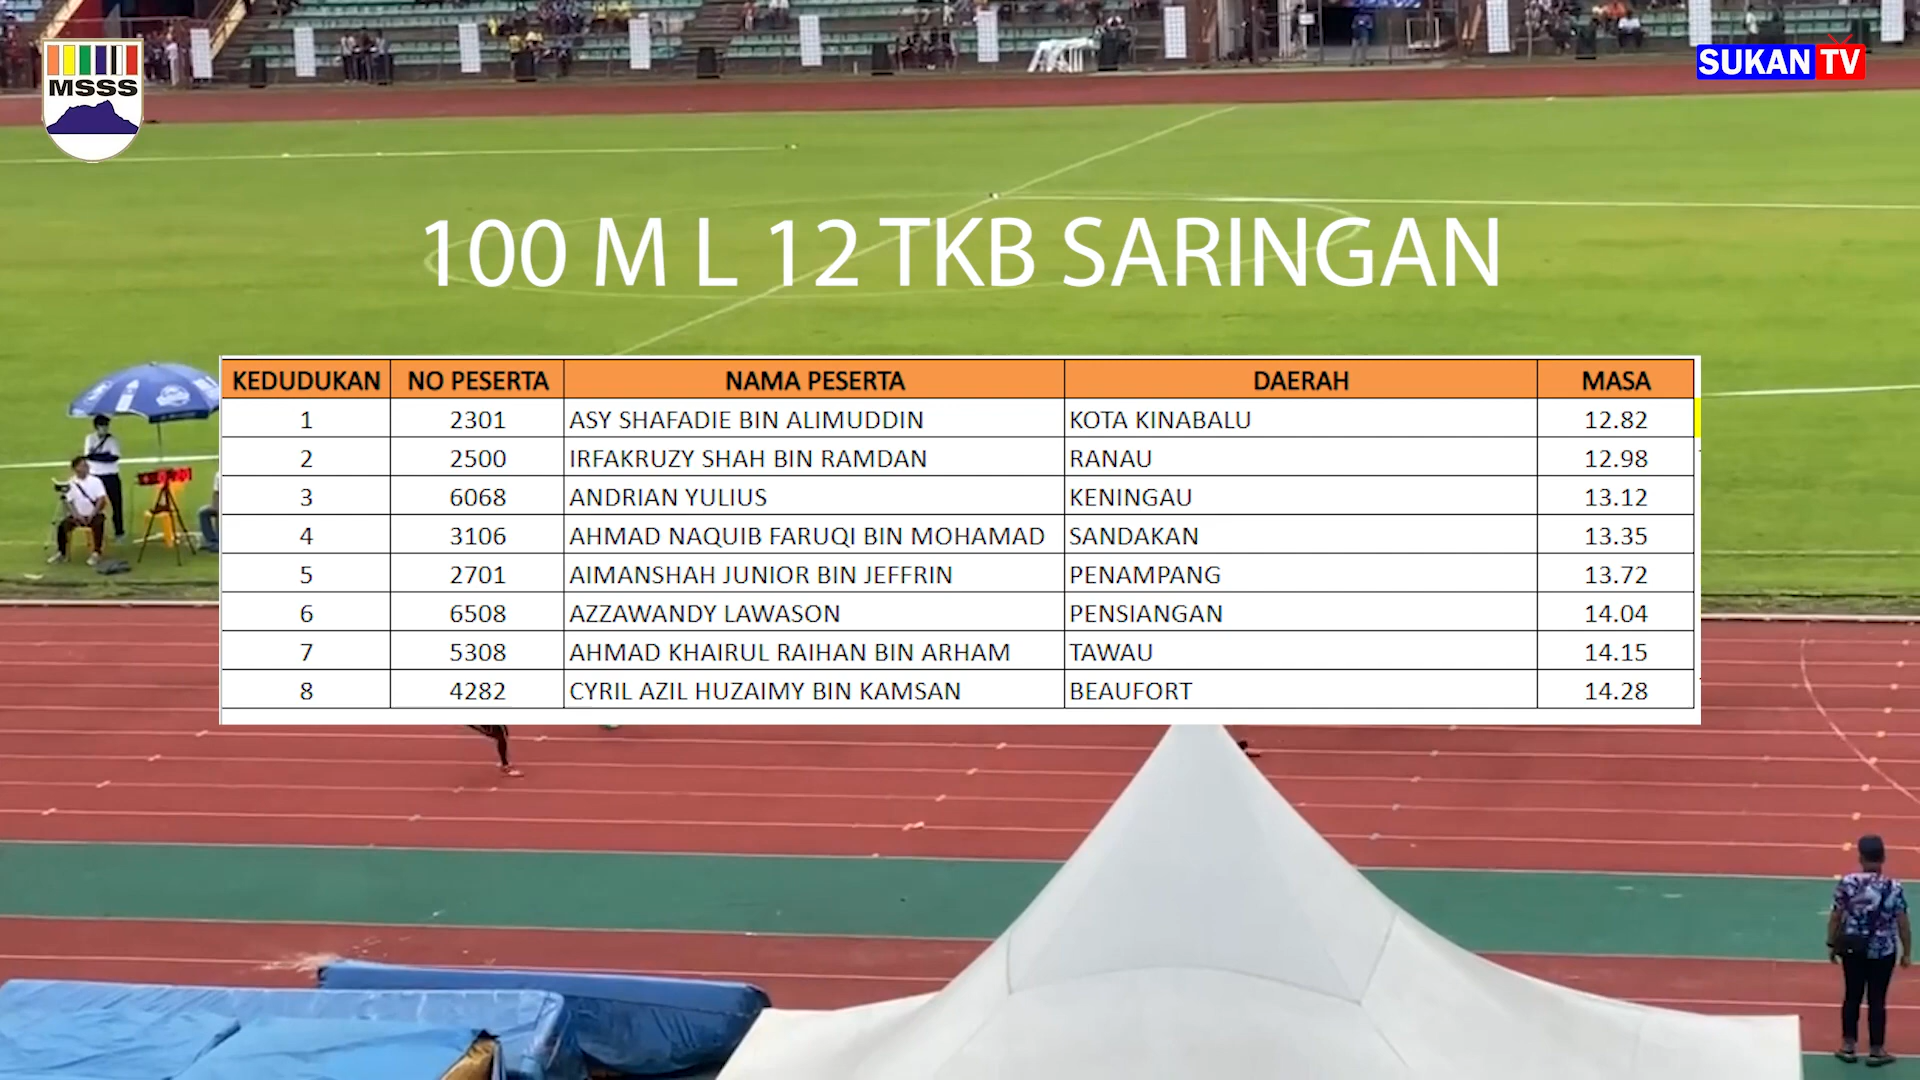 MSSS
SUKAN TV
100 M L 12 TKB SARINGAN
KEDUDUKAN NO PESERTA NAMA PESERTA DAERAH MASA
1 2301 ASY SHAFADIE BIN ALIMUDDIN KOTA KINABALU 12.82
2 2500 IRFAKRUZY SHAH BIN RAMDAN RANAU 12.98
3 6068 ANDRIAN YULIUS KENINGAU 13.12
4 3106 AHMAD NAQUIB FARUQI BIN MOHAMAD SANDAKAN 13.35
5 2701 AIMANSHAH JUNIOR BIN JEFFRIN PENAMPANG 13.72
6 6508 AZZAWANDY LAWASON PENSIANGAN 14.04
7 5308 AHMAD KHAIRUL RAIHAN BIN ARHAM TAWAU 14.15
8 4282 CYRIL AZIL HUZAIMY BIN KAMSAN BEAUFORT 14.28